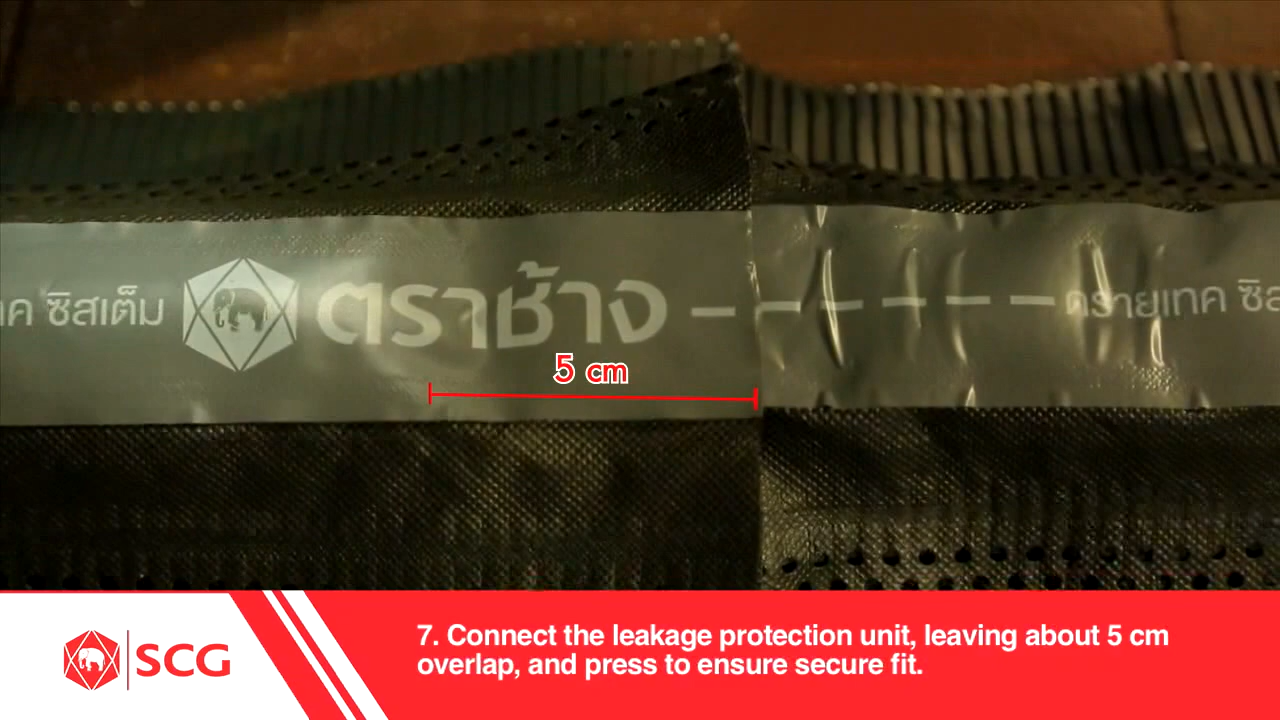 ค ซิสเต็ม ตราช้าง ตรายเทค ซิส
5 cm
SCG
7. Connect the leakage protection unit, leaving about 5 cm
overlap, and press to ensure secure fit.